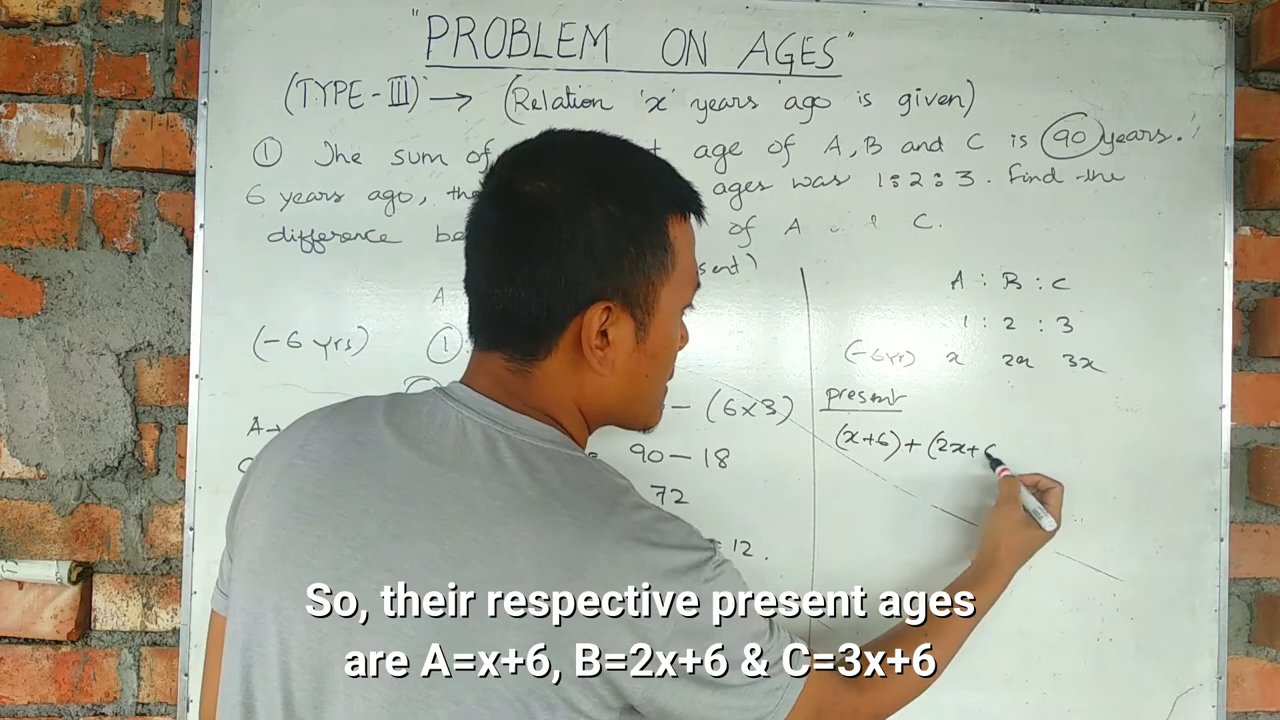 "PROBLEM ON AGES"
(TYPE-III) → (Relation 'x' years ago is given)
① The sum of age of A, B and C is 90 years.
6 years ago, the ages was 1:2:3. Find the
difference be of A C.
sent)
A
(-6 yrs) ①
- (6×3)
A→
90 - 18
72
= 12.
A : B : C
1 : 2 : 3
(-6yr) x 2x 3x
present
(x+6)+(2x+6
So, their respective present ages
are A=x+6, B=2x+6 & C=3x+6